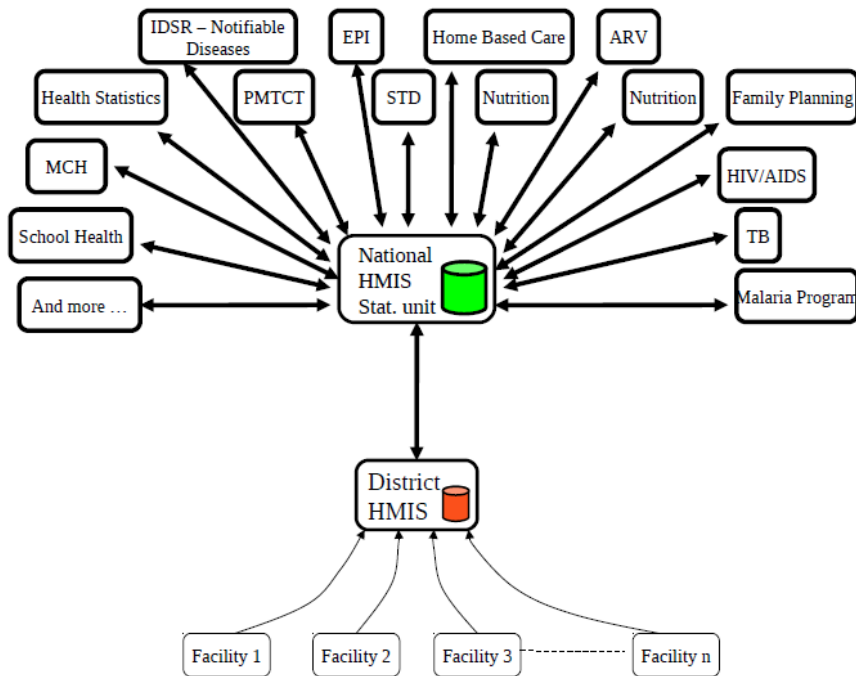 IDSR – Notifiable
Diseases
EPI
Home Based Care
ARV
Health Statistics
PMTCT
STD
Nutrition
Nutrition
Family Planning
MCH
HIV/AIDS
School Health
TB
And more …
National
HMIS
Stat. unit
Malaria Program
District
HMIS
Facility 1
Facility 2
Facility 3
Facility n